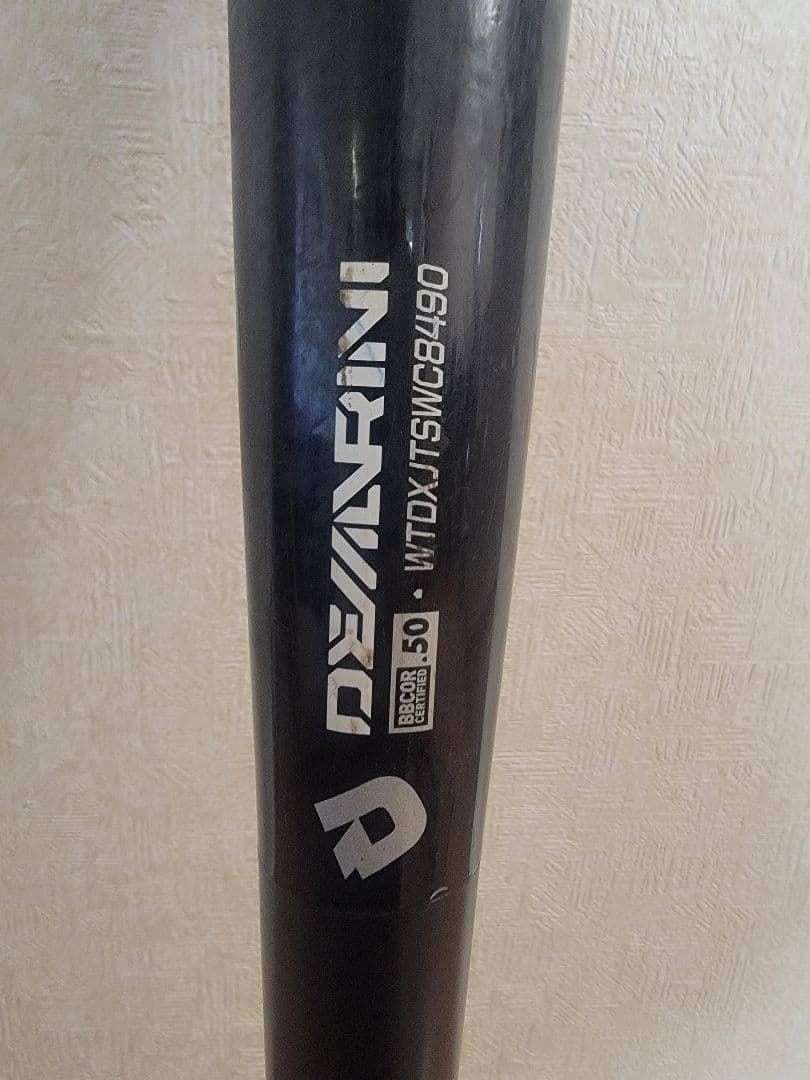 DEMARINI
BBCOR
CERTIFIED
.50 • WTDXJTSWC8490